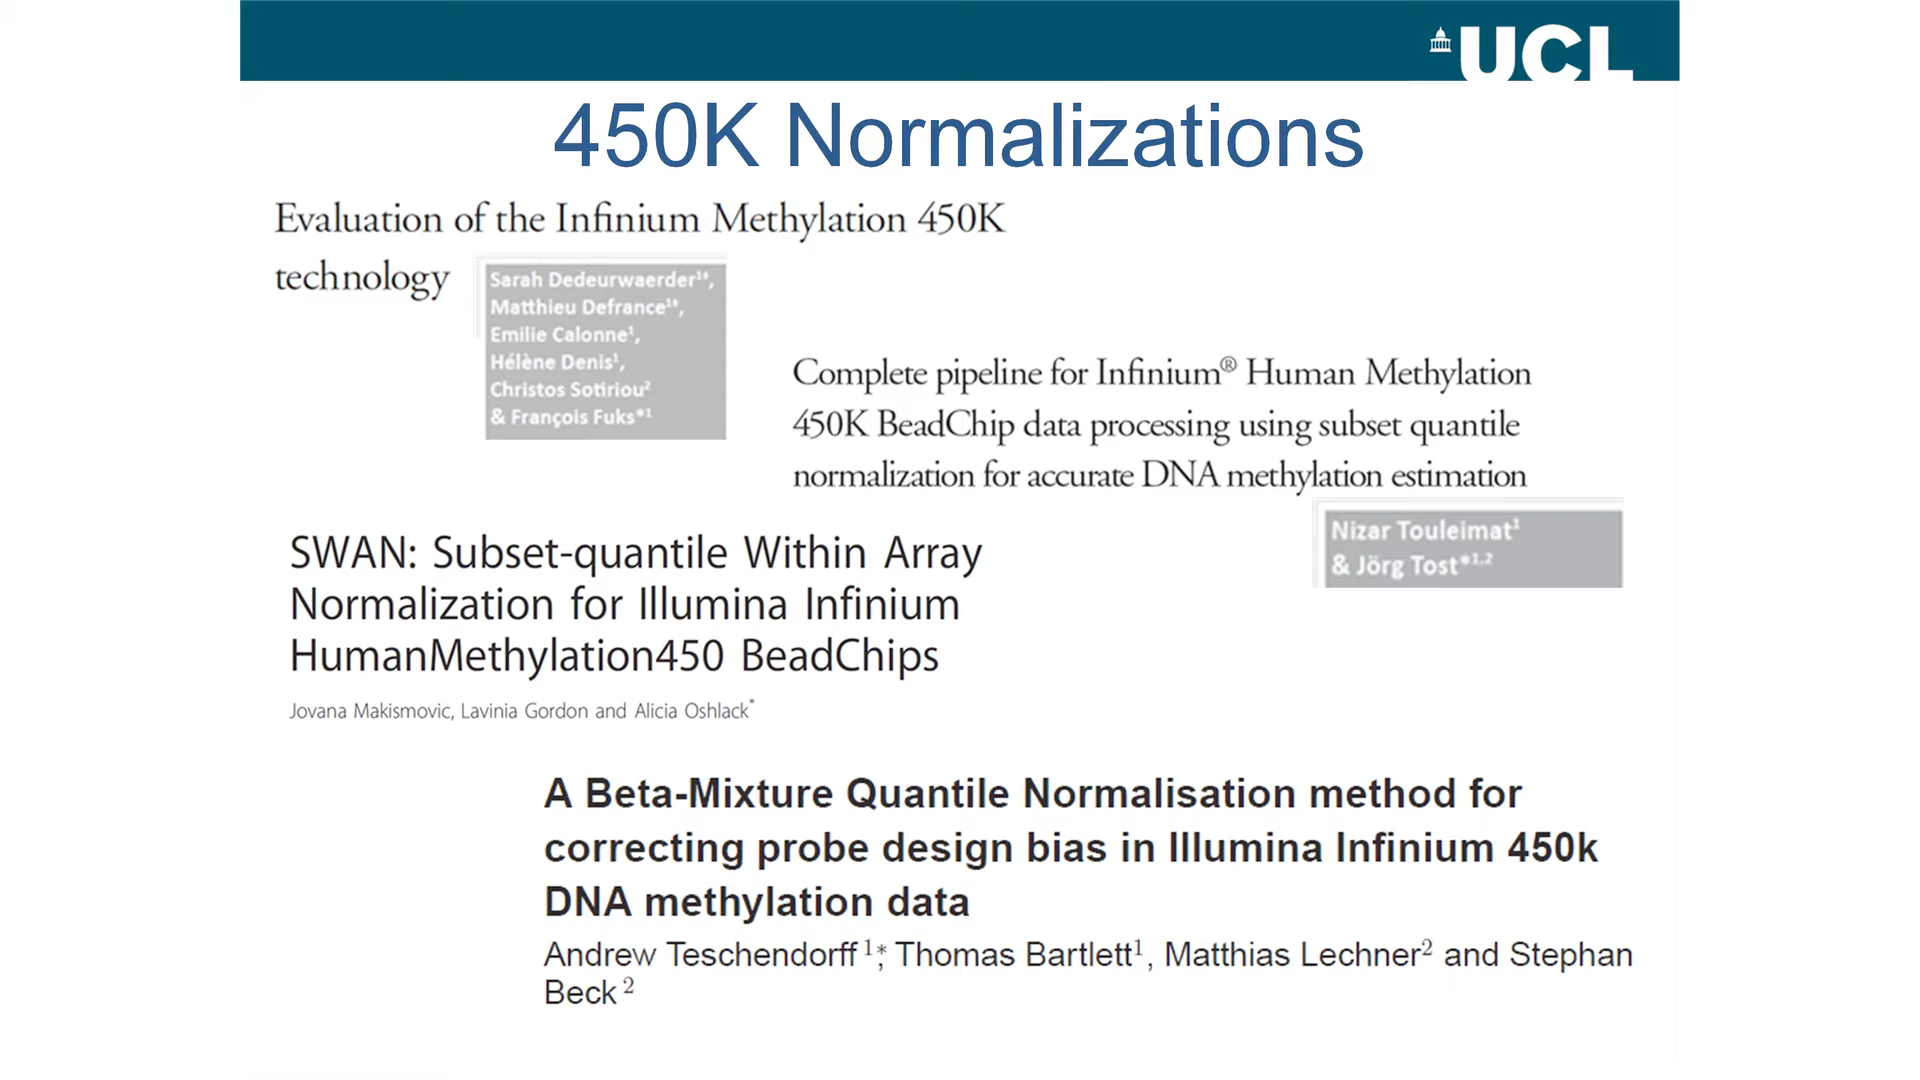 UCL
450K Normalizations
Evaluation of the Infinium Methylation 450K
technology
Sarah Dedeurwaerder¹†,
Matthieu Defrance¹†,
Emilie Calonne¹,
Hélène Denis¹,
Christos Sotiriou²
& François Fuks*¹
Complete pipeline for Infinium® Human Methylation
450K BeadChip data processing using subset quantile
normalization for accurate DNA methylation estimation
Nizar Touleimat¹
& Jörg Tost*¹,²
SWAN: Subset-quantile Within Array
Normalization for Illumina Infinium
HumanMethylation450 BeadChips
Jovana Makismovic, Lavinia Gordon and Alicia Oshlack*
A Beta-Mixture Quantile Normalisation method for
correcting probe design bias in Illumina Infinium 450k
DNA methylation data
Andrew Teschendorff ¹*, Thomas Bartlett¹, Matthias Lechner² and Stephan
Beck ²